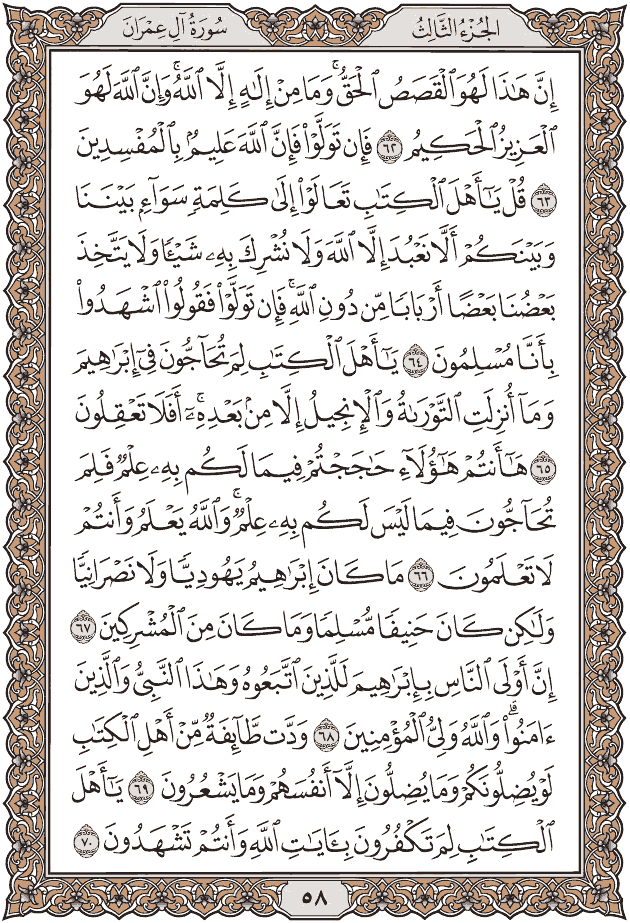 الجُزْءُ الثَّالِثُ
سُورَةُ آلِ عِمْرَانَ
إِنَّ هَٰذَا لَهُوَ ٱلْقَصَصُ ٱلْحَقُّ ۚ وَمَا مِنْ إِلَٰهٍ إِلَّا ٱللَّهُ ۚ وَإِنَّ ٱللَّهَ لَهُوَ
ٱلْعَزِيزُ ٱلْحَكِيمُ ٦٢ فَإِن تَوَلَّوْا۟ فَإِنَّ ٱللَّهَ عَلِيمٌۢ بِٱلْمُفْسِدِينَ
٦٣ قُلْ يَٰٓأَهْلَ ٱلْكِتَٰبِ تَعَالَوْا۟ إِلَىٰ كَلِمَةٍ سَوَآءٍۭ بَيْنَنَا
وَبَيْنَكُمْ أَلَّا نَعْبُدَ إِلَّا ٱللَّهَ وَلَا نُشْرِكَ بِهِۦ شَيْـًٔا وَلَا يَتَّخِذَ
بَعْضُنَا بَعْضًا أَرْبَابًا مِّن دُونِ ٱللَّهِ ۚ فَإِن تَوَلَّوْا۟ فَقُولُوا۟ ٱشْهَدُوا۟
بِأَنَّا مُسْلِمُونَ ٦٤ يَٰٓأَهْلَ ٱلْكِتَٰبِ لِمَ تُحَآجُّونَ فِىٓ إِبْرَٰهِيمَ
وَمَآ أُنزِلَتِ ٱلتَّوْرَىٰةُ وَٱلْإِنجِيلُ إِلَّا مِنۢ بَعْدِهِۦٓ ۚ أَفَلَا تَعْقِلُونَ
٦٥ هَٰٓأَنتُمْ هَٰٓؤُلَآءِ حَٰجَجْتُمْ فِيمَا لَكُم بِهِۦ عِلْمٌ فَلِمَ
تُحَآجُّونَ فِيمَا لَيْسَ لَكُم بِهِۦ عِلْمٌ ۚ وَٱللَّهُ يَعْلَمُ وَأَنتُمْ
لَا تَعْلَمُونَ ٦٦ مَا كَانَ إِبْرَٰهِيمُ يَهُودِيًّا وَلَا نَصْرَانِيًّا
وَلَٰكِن كَانَ حَنِيفًا مُّسْلِمًا وَمَا كَانَ مِنَ ٱلْمُشْرِكِينَ ٦٧
إِنَّ أَوْلَى ٱلنَّاسِ بِإِبْرَٰهِيمَ لَلَّذِينَ ٱتَّبَعُوهُ وَهَٰذَا ٱلنَّبِىُّ وَٱلَّذِينَ
ءَامَنُوا۟ ۗ وَٱللَّهُ وَلِىُّ ٱلْمُؤْمِنِينَ ٦٨ وَدَّت طَّآئِفَةٌ مِّنْ أَهْلِ ٱلْكِتَٰبِ
لَوْ يُضِلُّونَكُمْ وَمَا يُضِلُّونَ إِلَّآ أَنفُسَهُمْ وَمَا يَشْعُرُونَ ٦٩ يَٰٓأَهْلَ
ٱلْكِتَٰبِ لِمَ تَكْفُرُونَ بِـَٔايَٰتِ ٱللَّهِ وَأَنتُمْ تَشْهَدُونَ ٧٠
٥٨